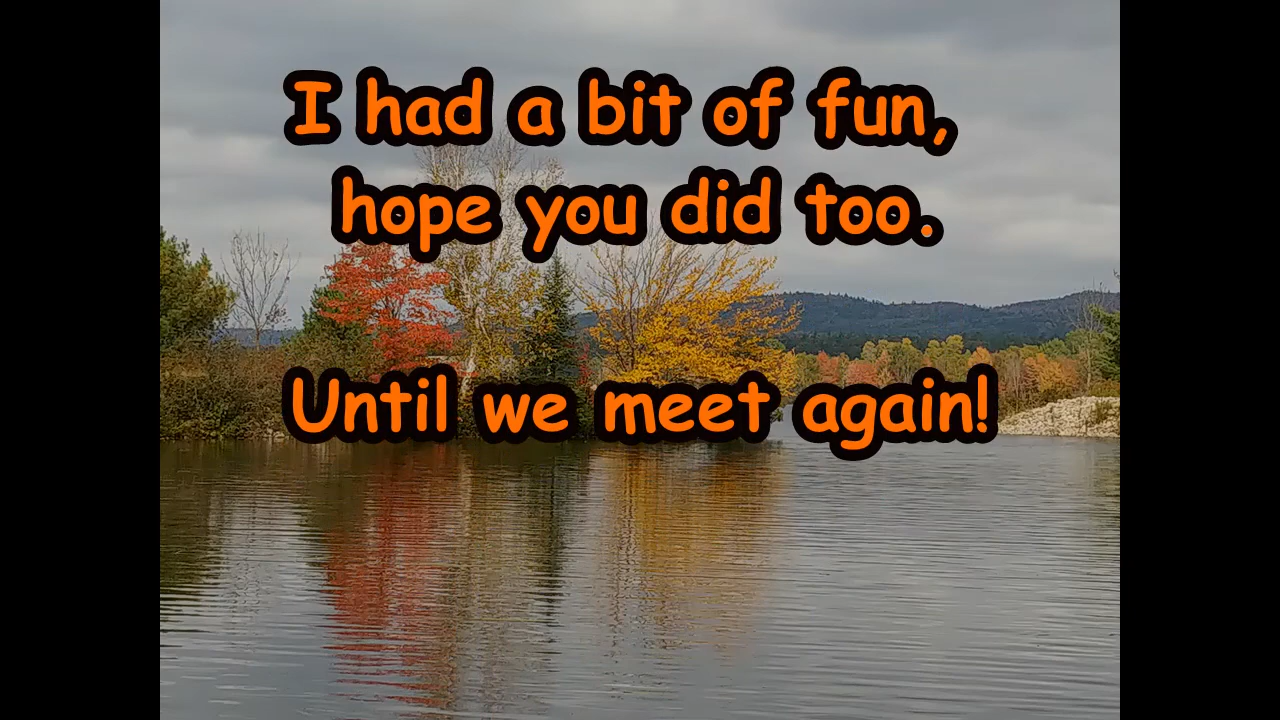 I had a bit of fun,
hope you did too.
Until we meet again!